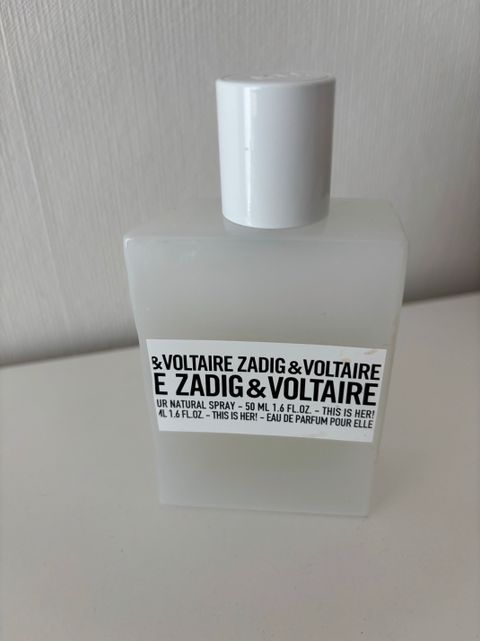 &VOLTAIRE ZADIG&VOLTAIRE
E ZADIG&VOLTAIRE
UR NATURAL SPRAY - 50 ML 1.6 FL.OZ. - THIS IS HER!
ML 1.6 FL.OZ. - THIS IS HER! - EAU DE PARFUM POUR ELLE